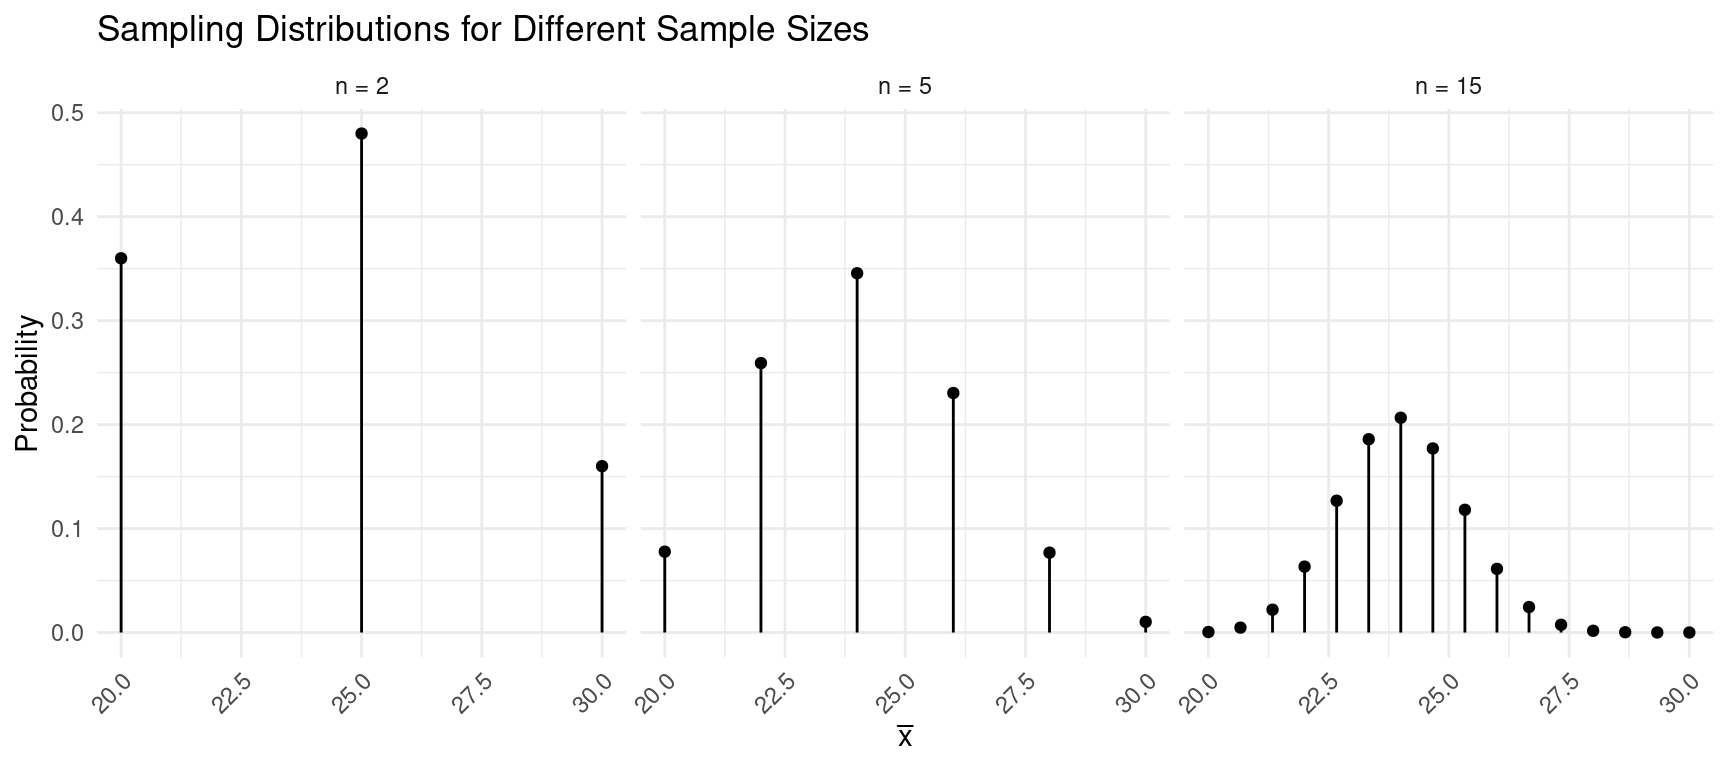 Sampling Distributions for Different Sample Sizes
n = 2
n = 5
n = 15
0.5
0.4
0.3
0.2
0.1
0.0
Probability
20.0 22.5 25.0 27.5 30.0
20.0 22.5 25.0 27.5 30.0
20.0 22.5 25.0 27.5 30.0
x̅